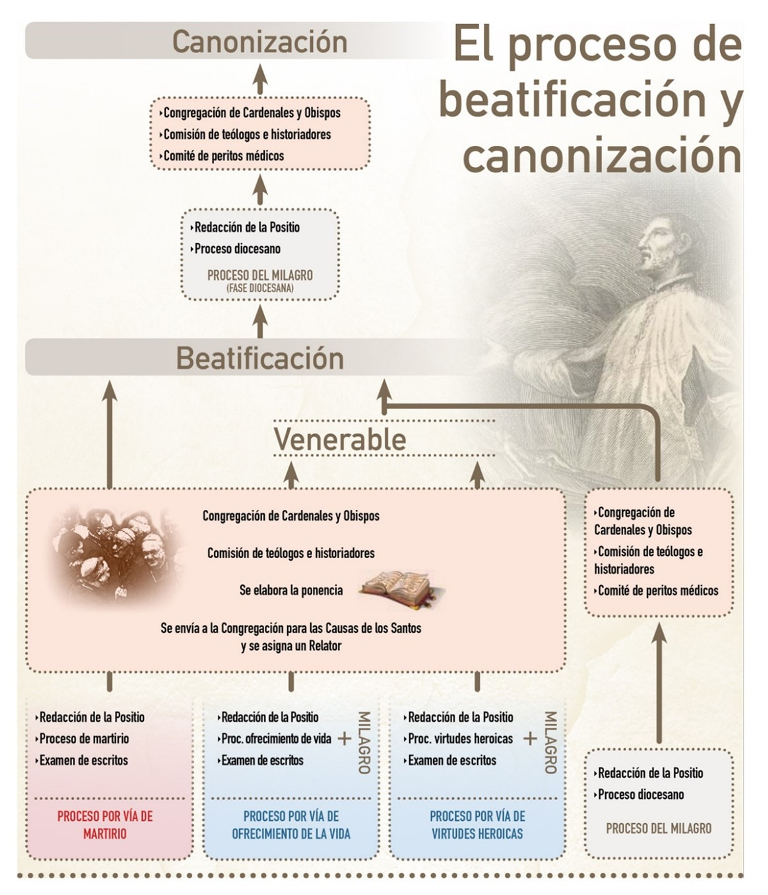 El proceso de
beatificación y
canonización
Canonización
‣Congregación de Cardenales y Obispos
‣Comisión de teólogos e historiadores
‣Comité de peritos médicos
‣Redacción de la Positio
‣Proceso diocesano
PROCESO DEL MILAGRO
(FASE DIOCESANA)
Beatificación
Venerable
Congregación de Cardenales y Obispos
Comisión de teólogos e historiadores
Se elabora la ponencia
Se envía a la Congregación para las Causas de los Santos
y se asigna un Relator
‣Congregación de
Cardenales y Obispos
‣Comisión de teólogos e
historiadores
‣Comité de peritos médicos
‣Redacción de la Positio
‣Proceso de martirio
‣Examen de escritos
PROCESO POR VÍA DE
MARTIRIO
‣Redacción de la Positio
‣Proc. ofrecimiento de vida
‣Examen de escritos
+ MILAGRO
PROCESO POR VÍA DE
OFRECIMIENTO DE LA VIDA
‣Redacción de la Positio
‣Proc. virtudes heroicas
‣Examen de escritos
+ MILAGRO
PROCESO POR VÍA DE
VIRTUDES HEROICAS
‣Redacción de la Positio
‣Proceso diocesano
PROCESO DEL MILAGRO